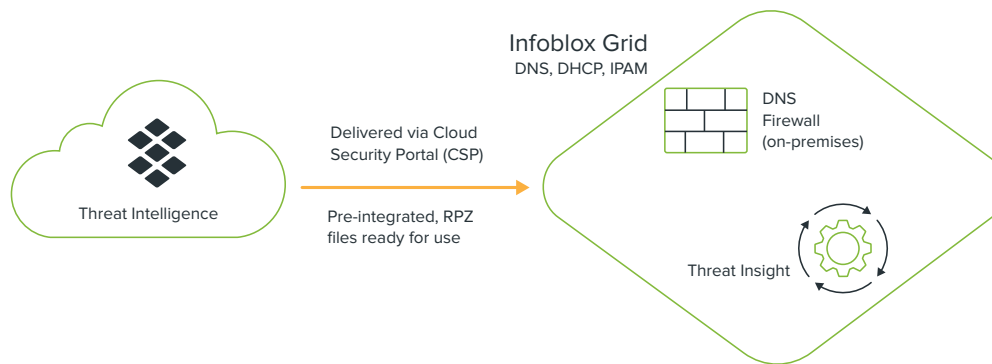 Infoblox Grid
DNS, DHCP, IPAM
DNS
Firewall
(on-premises)
Delivered via Cloud
Security Portal (CSP)
Threat Intelligence
Pre-integrated, RPZ
files ready for use
Threat Insight